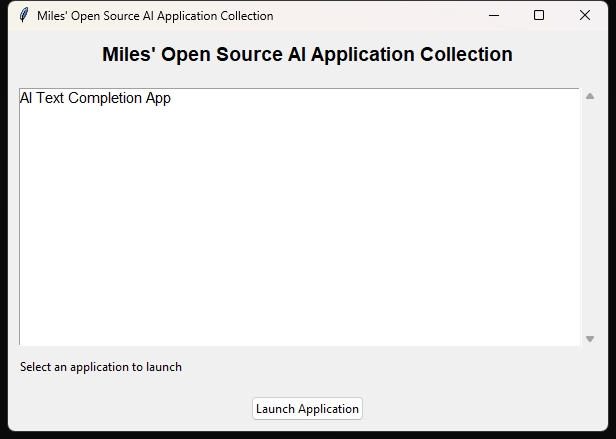 Miles' Open Source AI Application Collection
Miles' Open Source AI Application Collection
AI Text Completion App
Select an application to launch
Launch Application